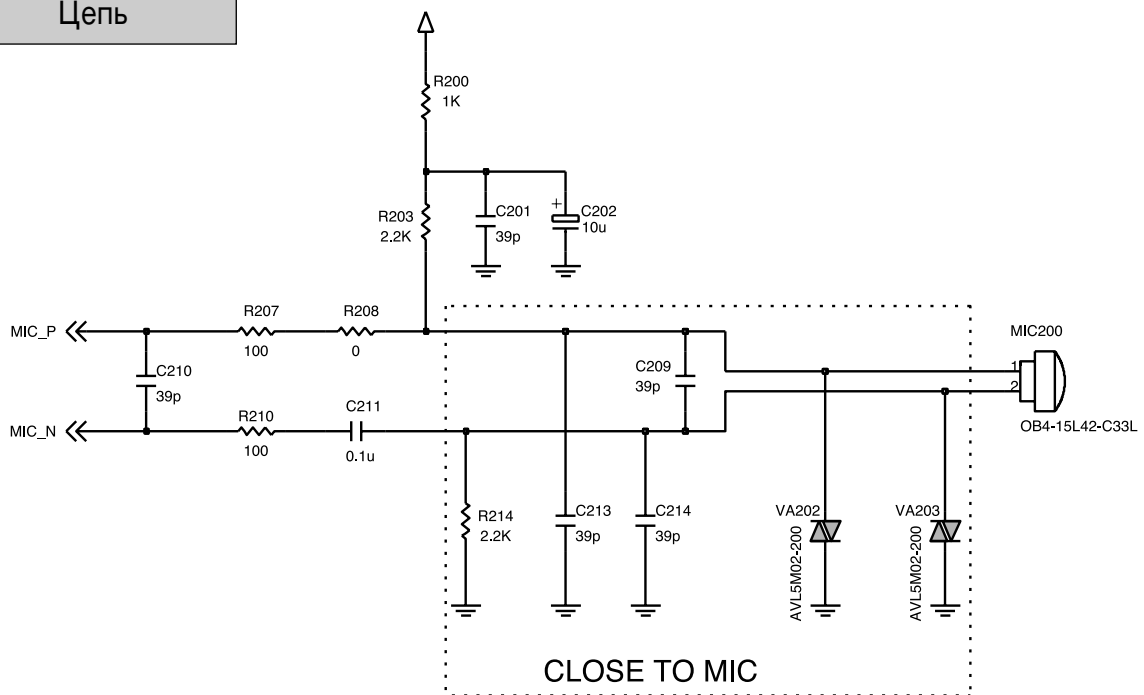 Цепь
R200
1K
R203
2.2K
C201
39p
+
C202
10u
MIC_P
R207
100
R208
0
C210
39p
MIC_N
R210
100
C211
0.1u
C209
39p
MIC200
1
2
OB4-15L42-C33L
R214
2.2K
C213
39p
C214
39p
VA202
AVL5M02-200
VA203
AVL5M02-200
CLOSE TO MIC